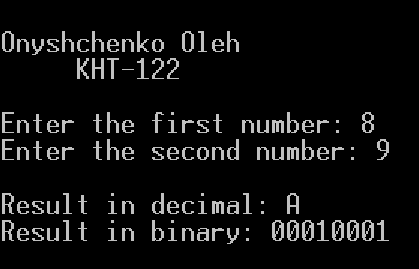 Onyshchenko Oleh
KHT-122
Enter the first number: 8
Enter the second number: 9
Result in decimal: A
Result in binary: 00010001